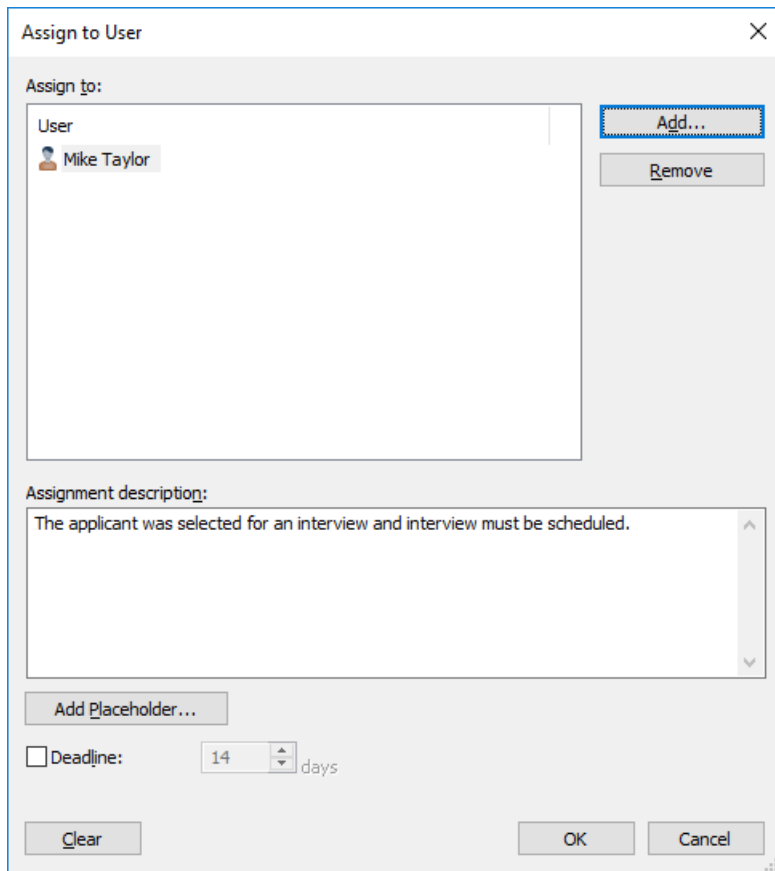 Assign to User
Assign to:
User
Add...
Mike Taylor
Remove
Assignment description:
The applicant was selected for an interview and interview must be scheduled.
Add Placeholder...
Deadline: 14 days
Clear OK Cancel